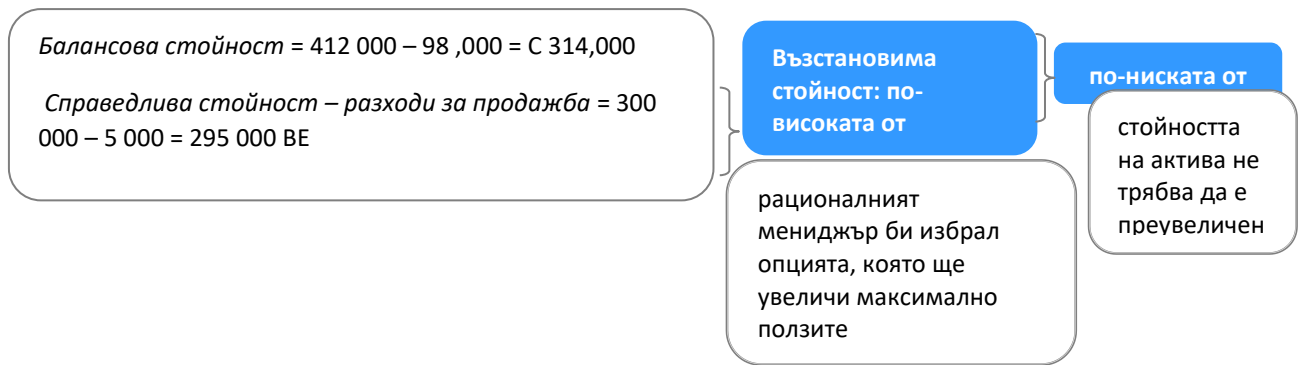 Балансова стойност = 412 000 – 98 ,000 = С 314,000
Справедлива стойност – разходи за продажба = 300
000 – 5 000 = 295 000 ВЕ
Възстановима
стойност: по-
високата от
по-ниската от
стойността
на актива не
трябва да е
преувеличен
рационалният
мениджър би избрал
опцията, която ще
увеличи максимално
ползите